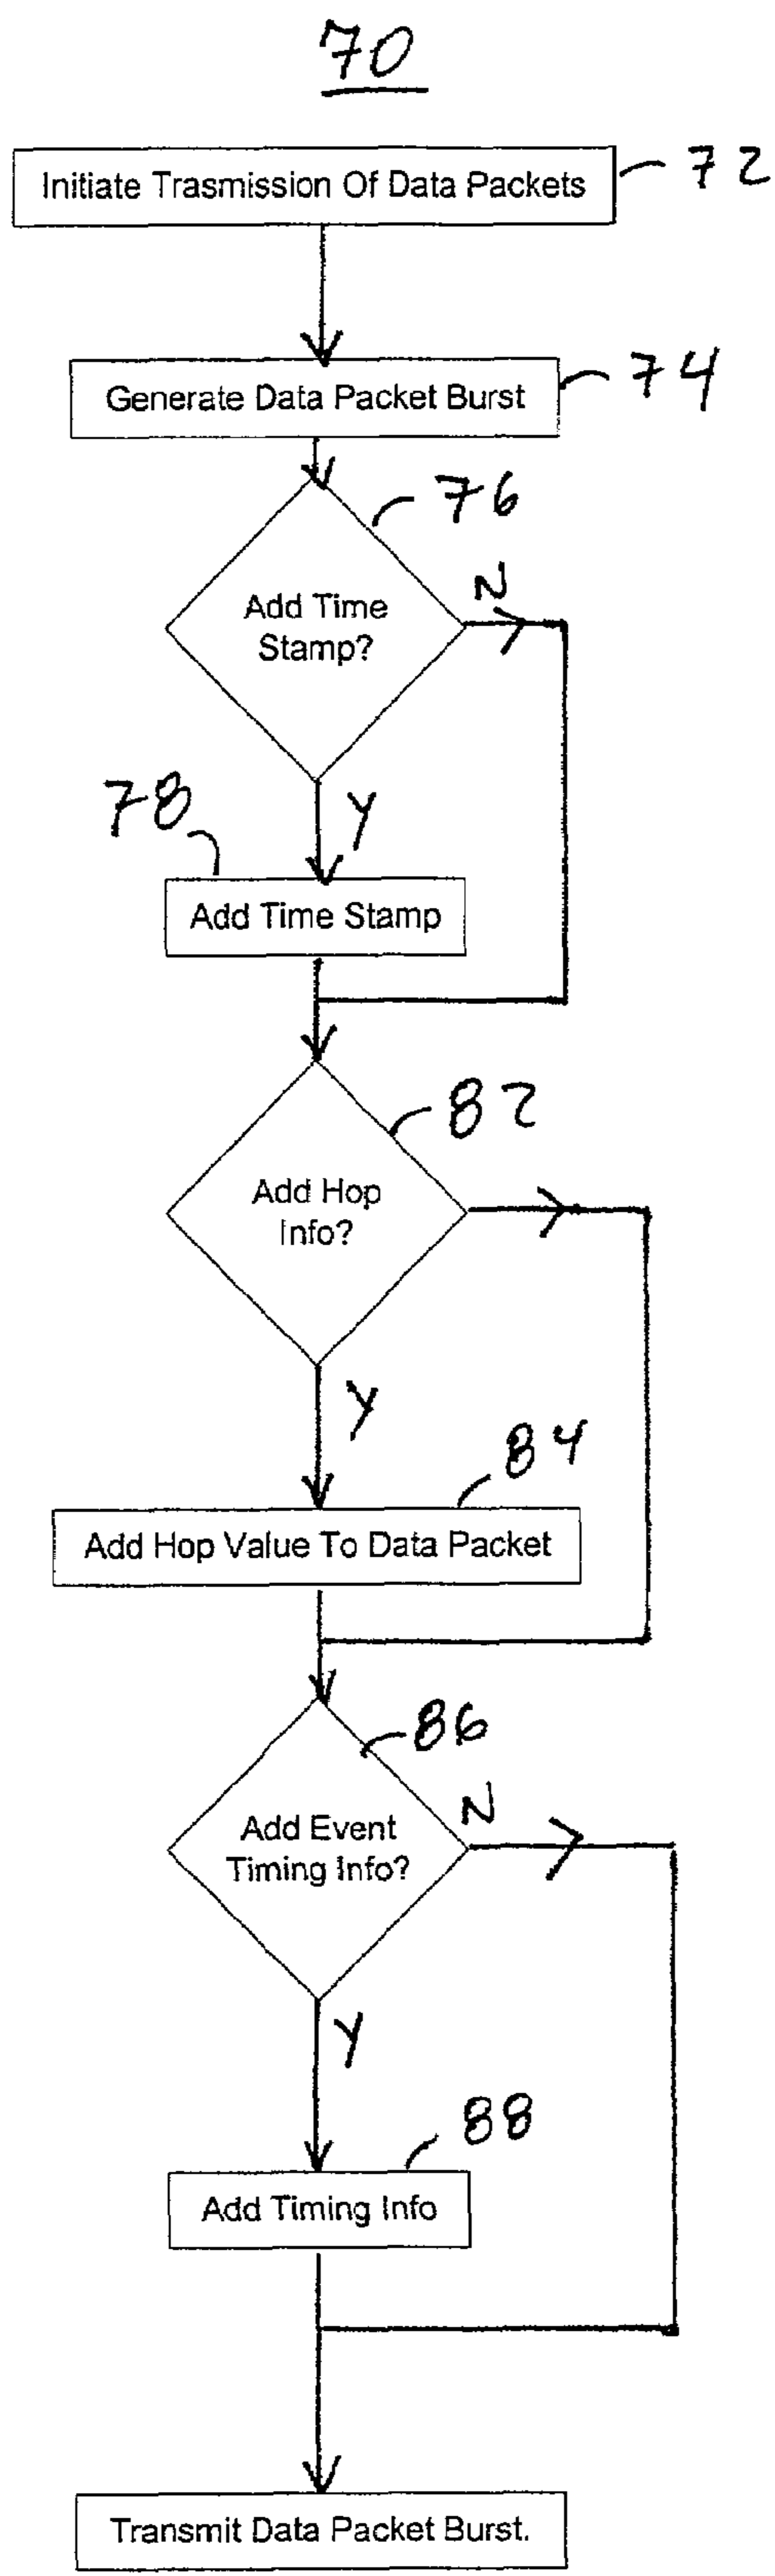 70
Initiate Trasmission Of Data Packets
72
Generate Data Packet Burst
74
76
Add Time
Stamp?
N
78
Y
Add Time Stamp
82
Add Hop
Info?
Y
84
Add Hop Value To Data Packet
86
Add Event
Timing Info?
N
Y
88
Add Timing Info
Transmit Data Packet Burst.